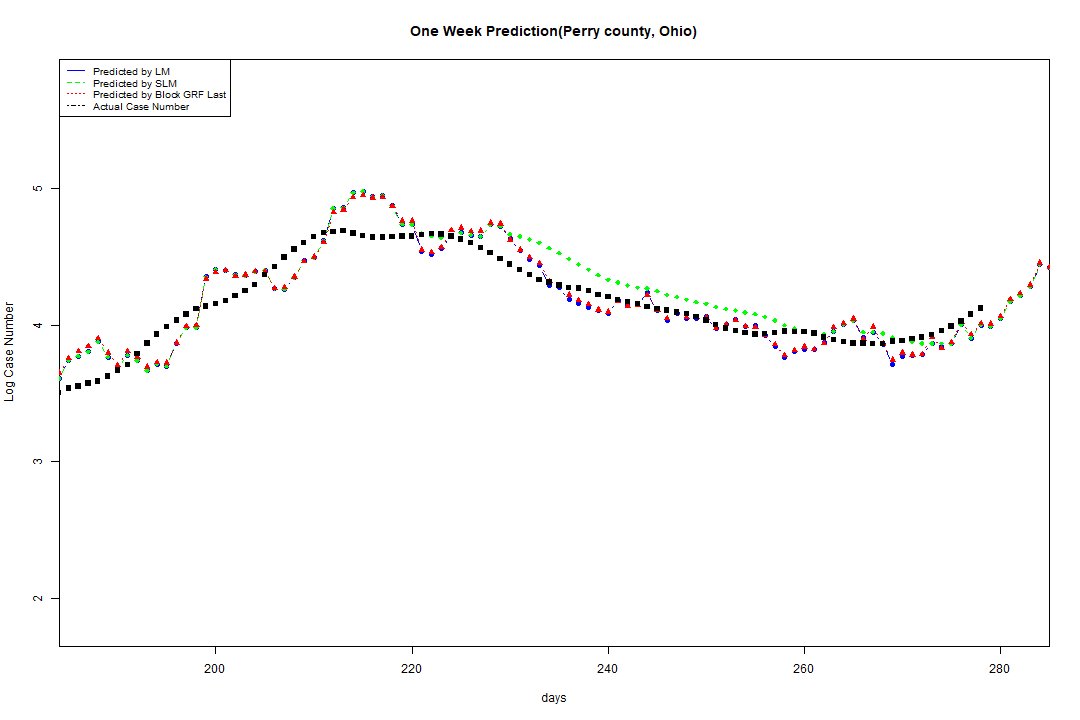 One Week Prediction(Perry county, Ohio)
Predicted by LM
Predicted by SLM
Predicted by Block GRF Last
Actual Case Number
5
4
3
2
Log Case Number
200 220 240 260 280
days